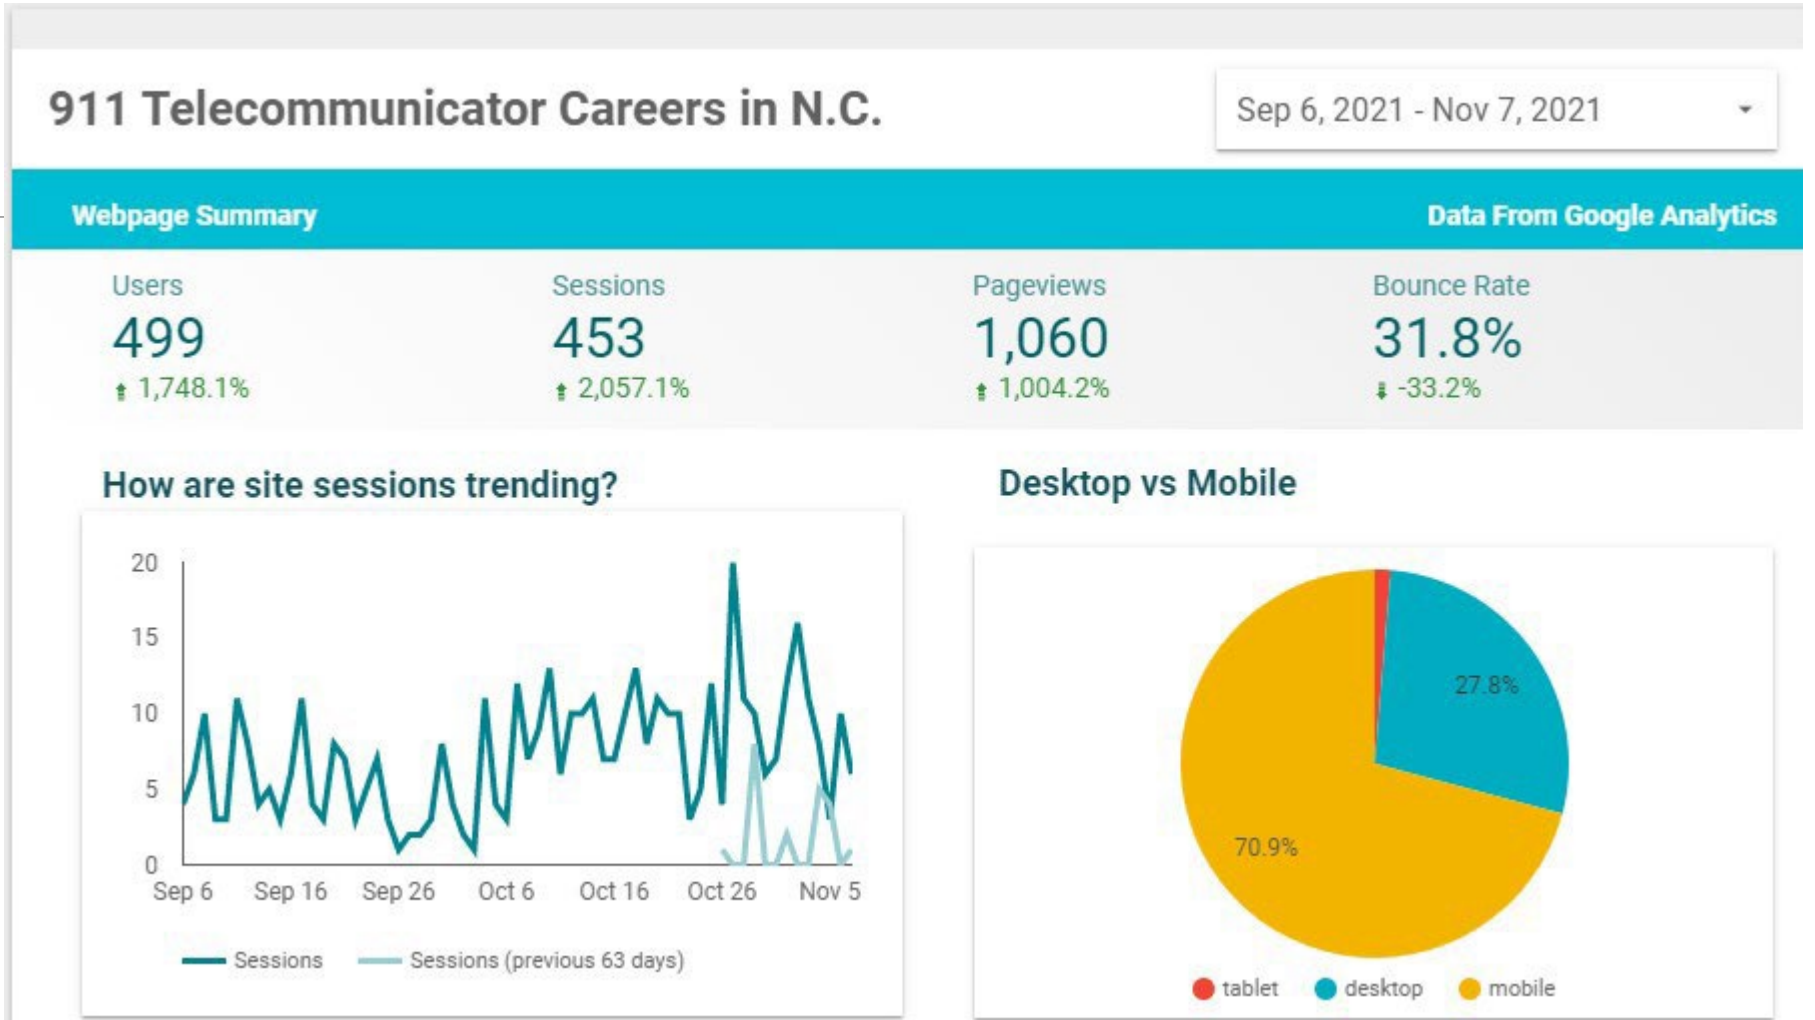 911 Telecommunicator Careers in N.C.
Sep 6, 2021 - Nov 7, 2021
Webpage Summary
Data From Google Analytics
Users
499
1,748.1%
Sessions
453
2,057.1%
Pageviews
1,060
1,004.2%
Bounce Rate
31.8%
-33.2%
How are site sessions trending?
20
15
10
5
0
Sep 6 Sep 16 Sep 26 Oct 6 Oct 16 Oct 26 Nov 5
Sessions Sessions (previous 63 days)
Desktop vs Mobile
27.8%
70.9%
tablet desktop mobile